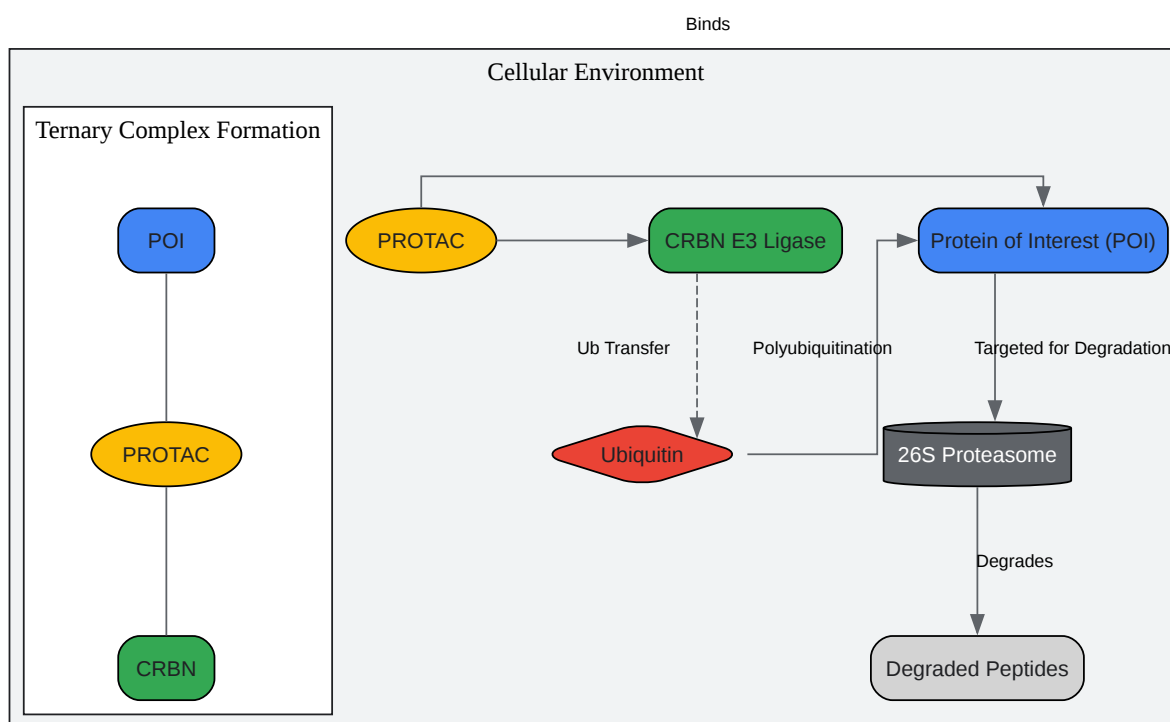 Binds
Cellular Environment
Ternary Complex Formation
POI
PROTAC
CRBN
PROTAC
CRBN E3 Ligase
Protein of Interest (POI)
Ub Transfer
Polyubiquitination
Targeted for Degradation
Ubiquitin
26S Proteasome
Degrades
Degraded Peptides